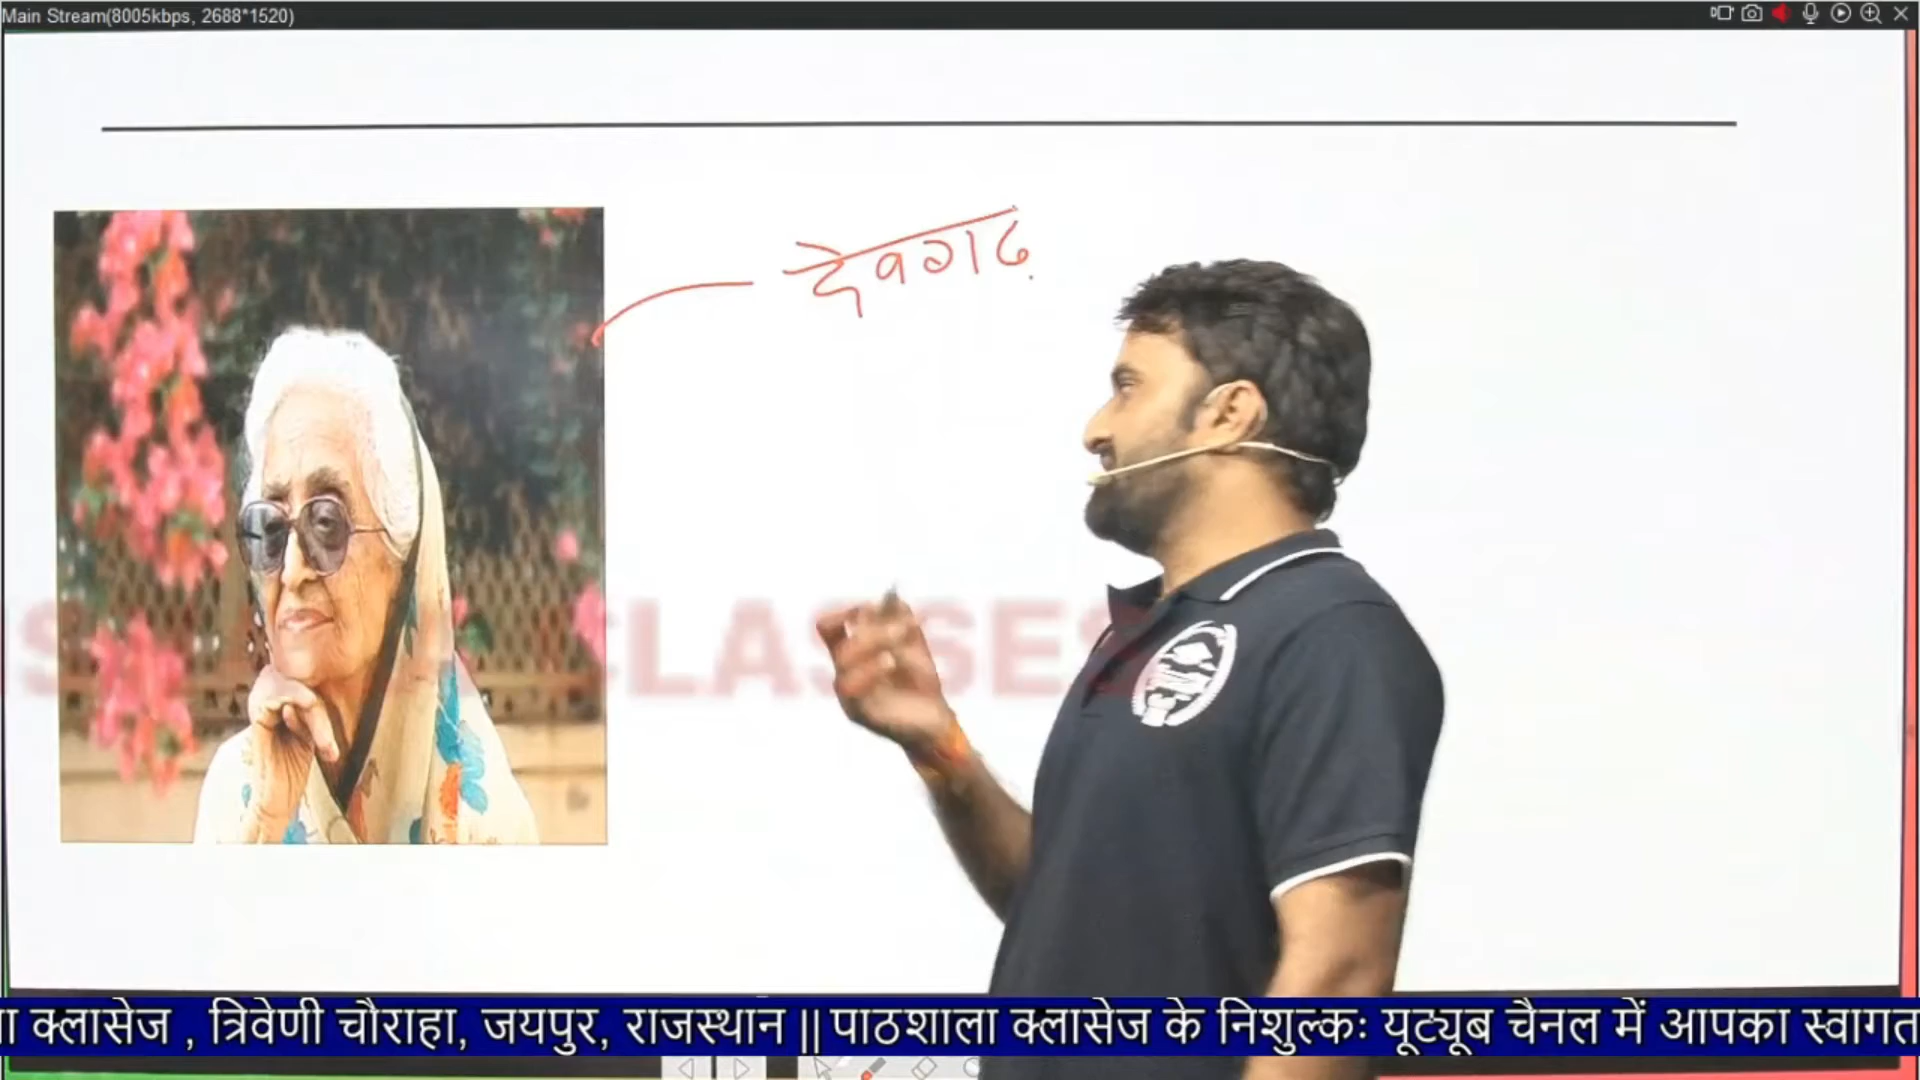 Main Stream(8005kbps, 2688*1520)
देवगढ़
CLASSES
क्लासेज , त्रिवेणी चौराहा, जयपुर, राजस्थान || पाठशाला क्लासेज के निशुल्कः यूट्यूब चैनल में आपका स्वागत